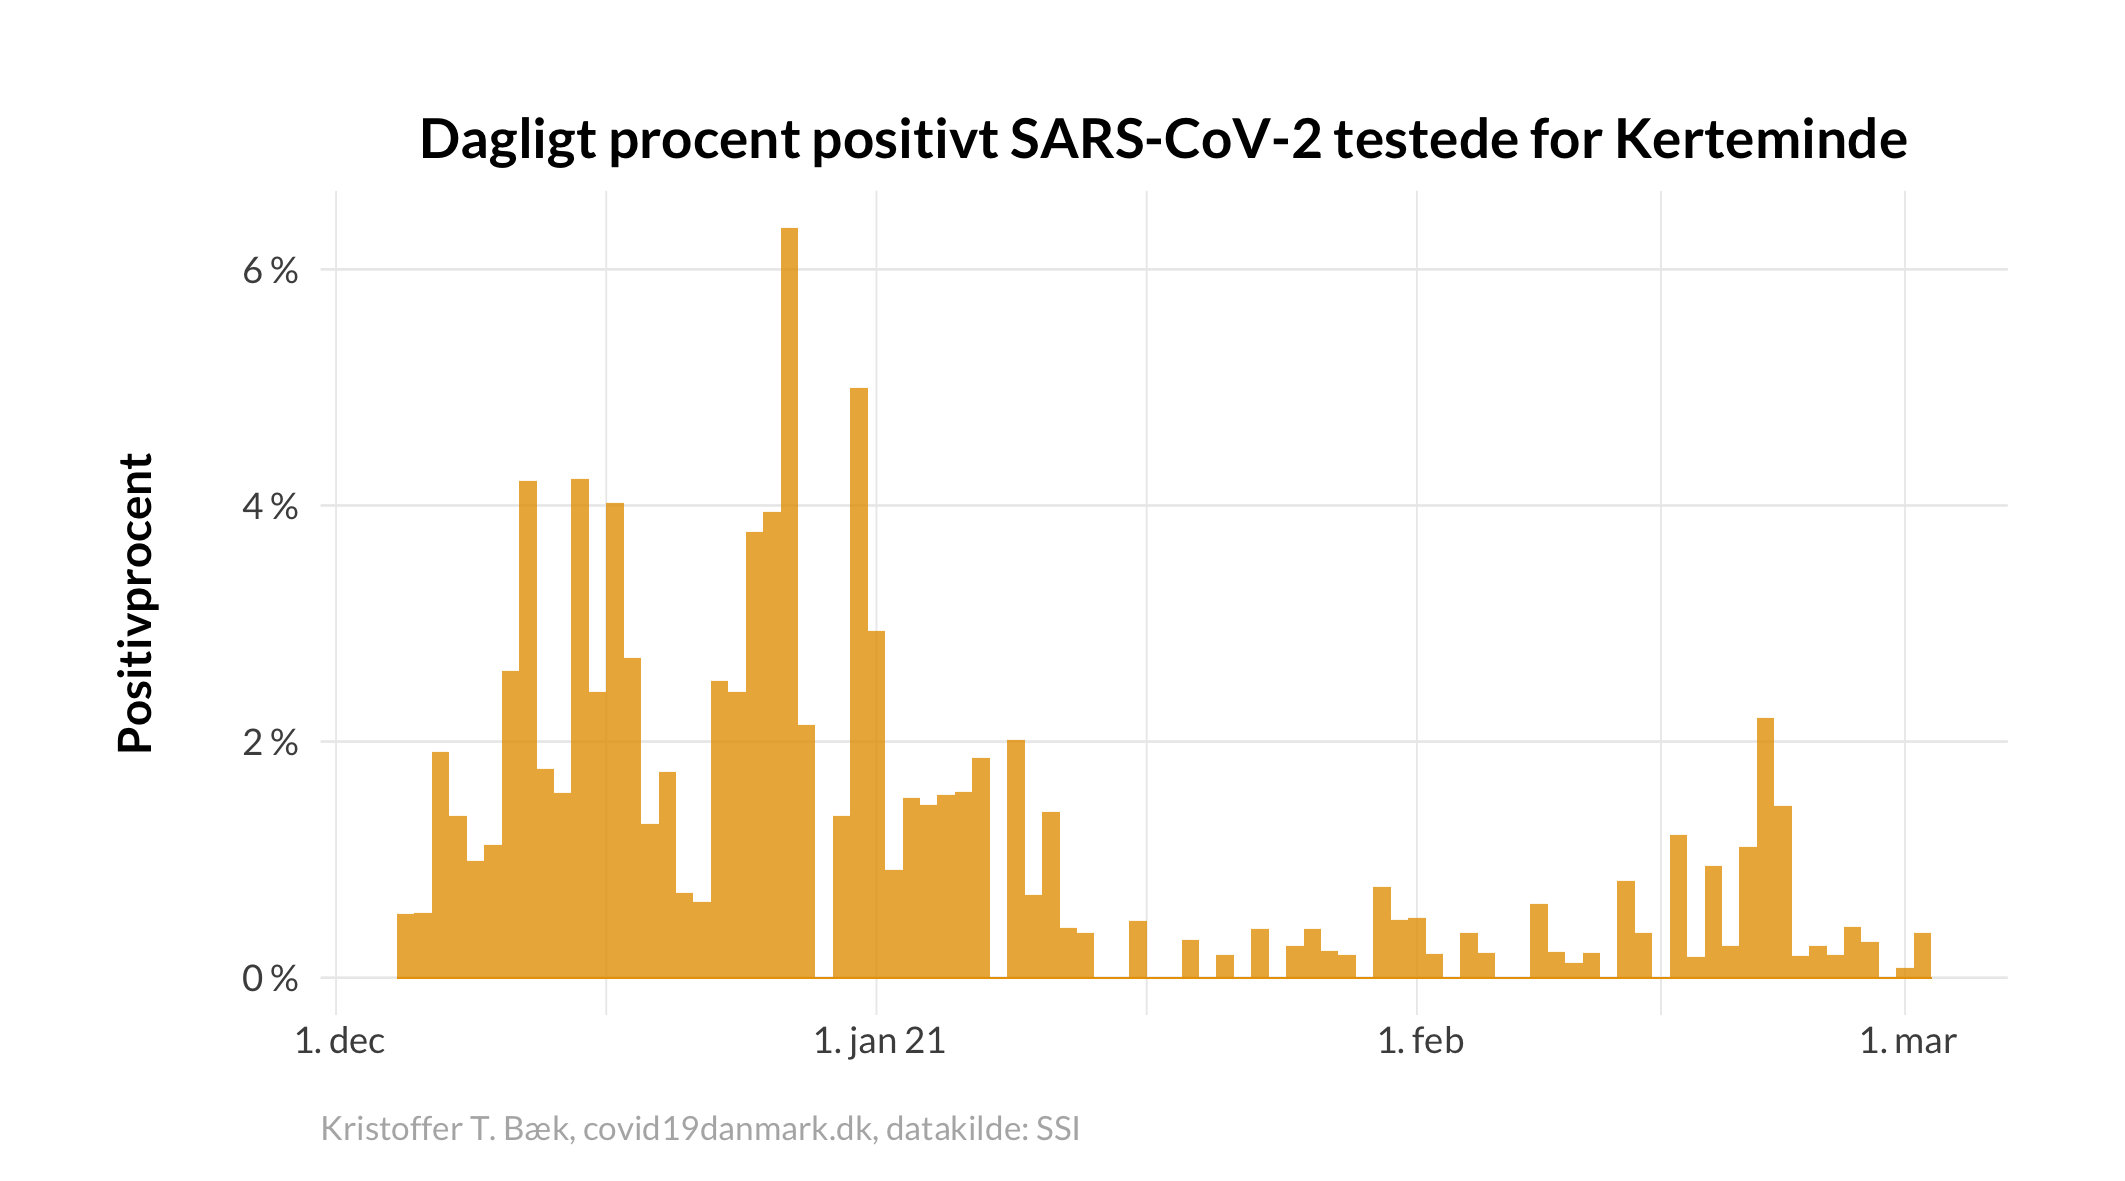 Dagligt procent positivt SARS-CoV-2 testede for Kerteminde
Positivprocent
6 %
4 %
2 %
0 %
1. dec
1. jan 21
1. feb
1. mar
Kristoffer T. Bæk, covid19danmark.dk, datakilde: SSI